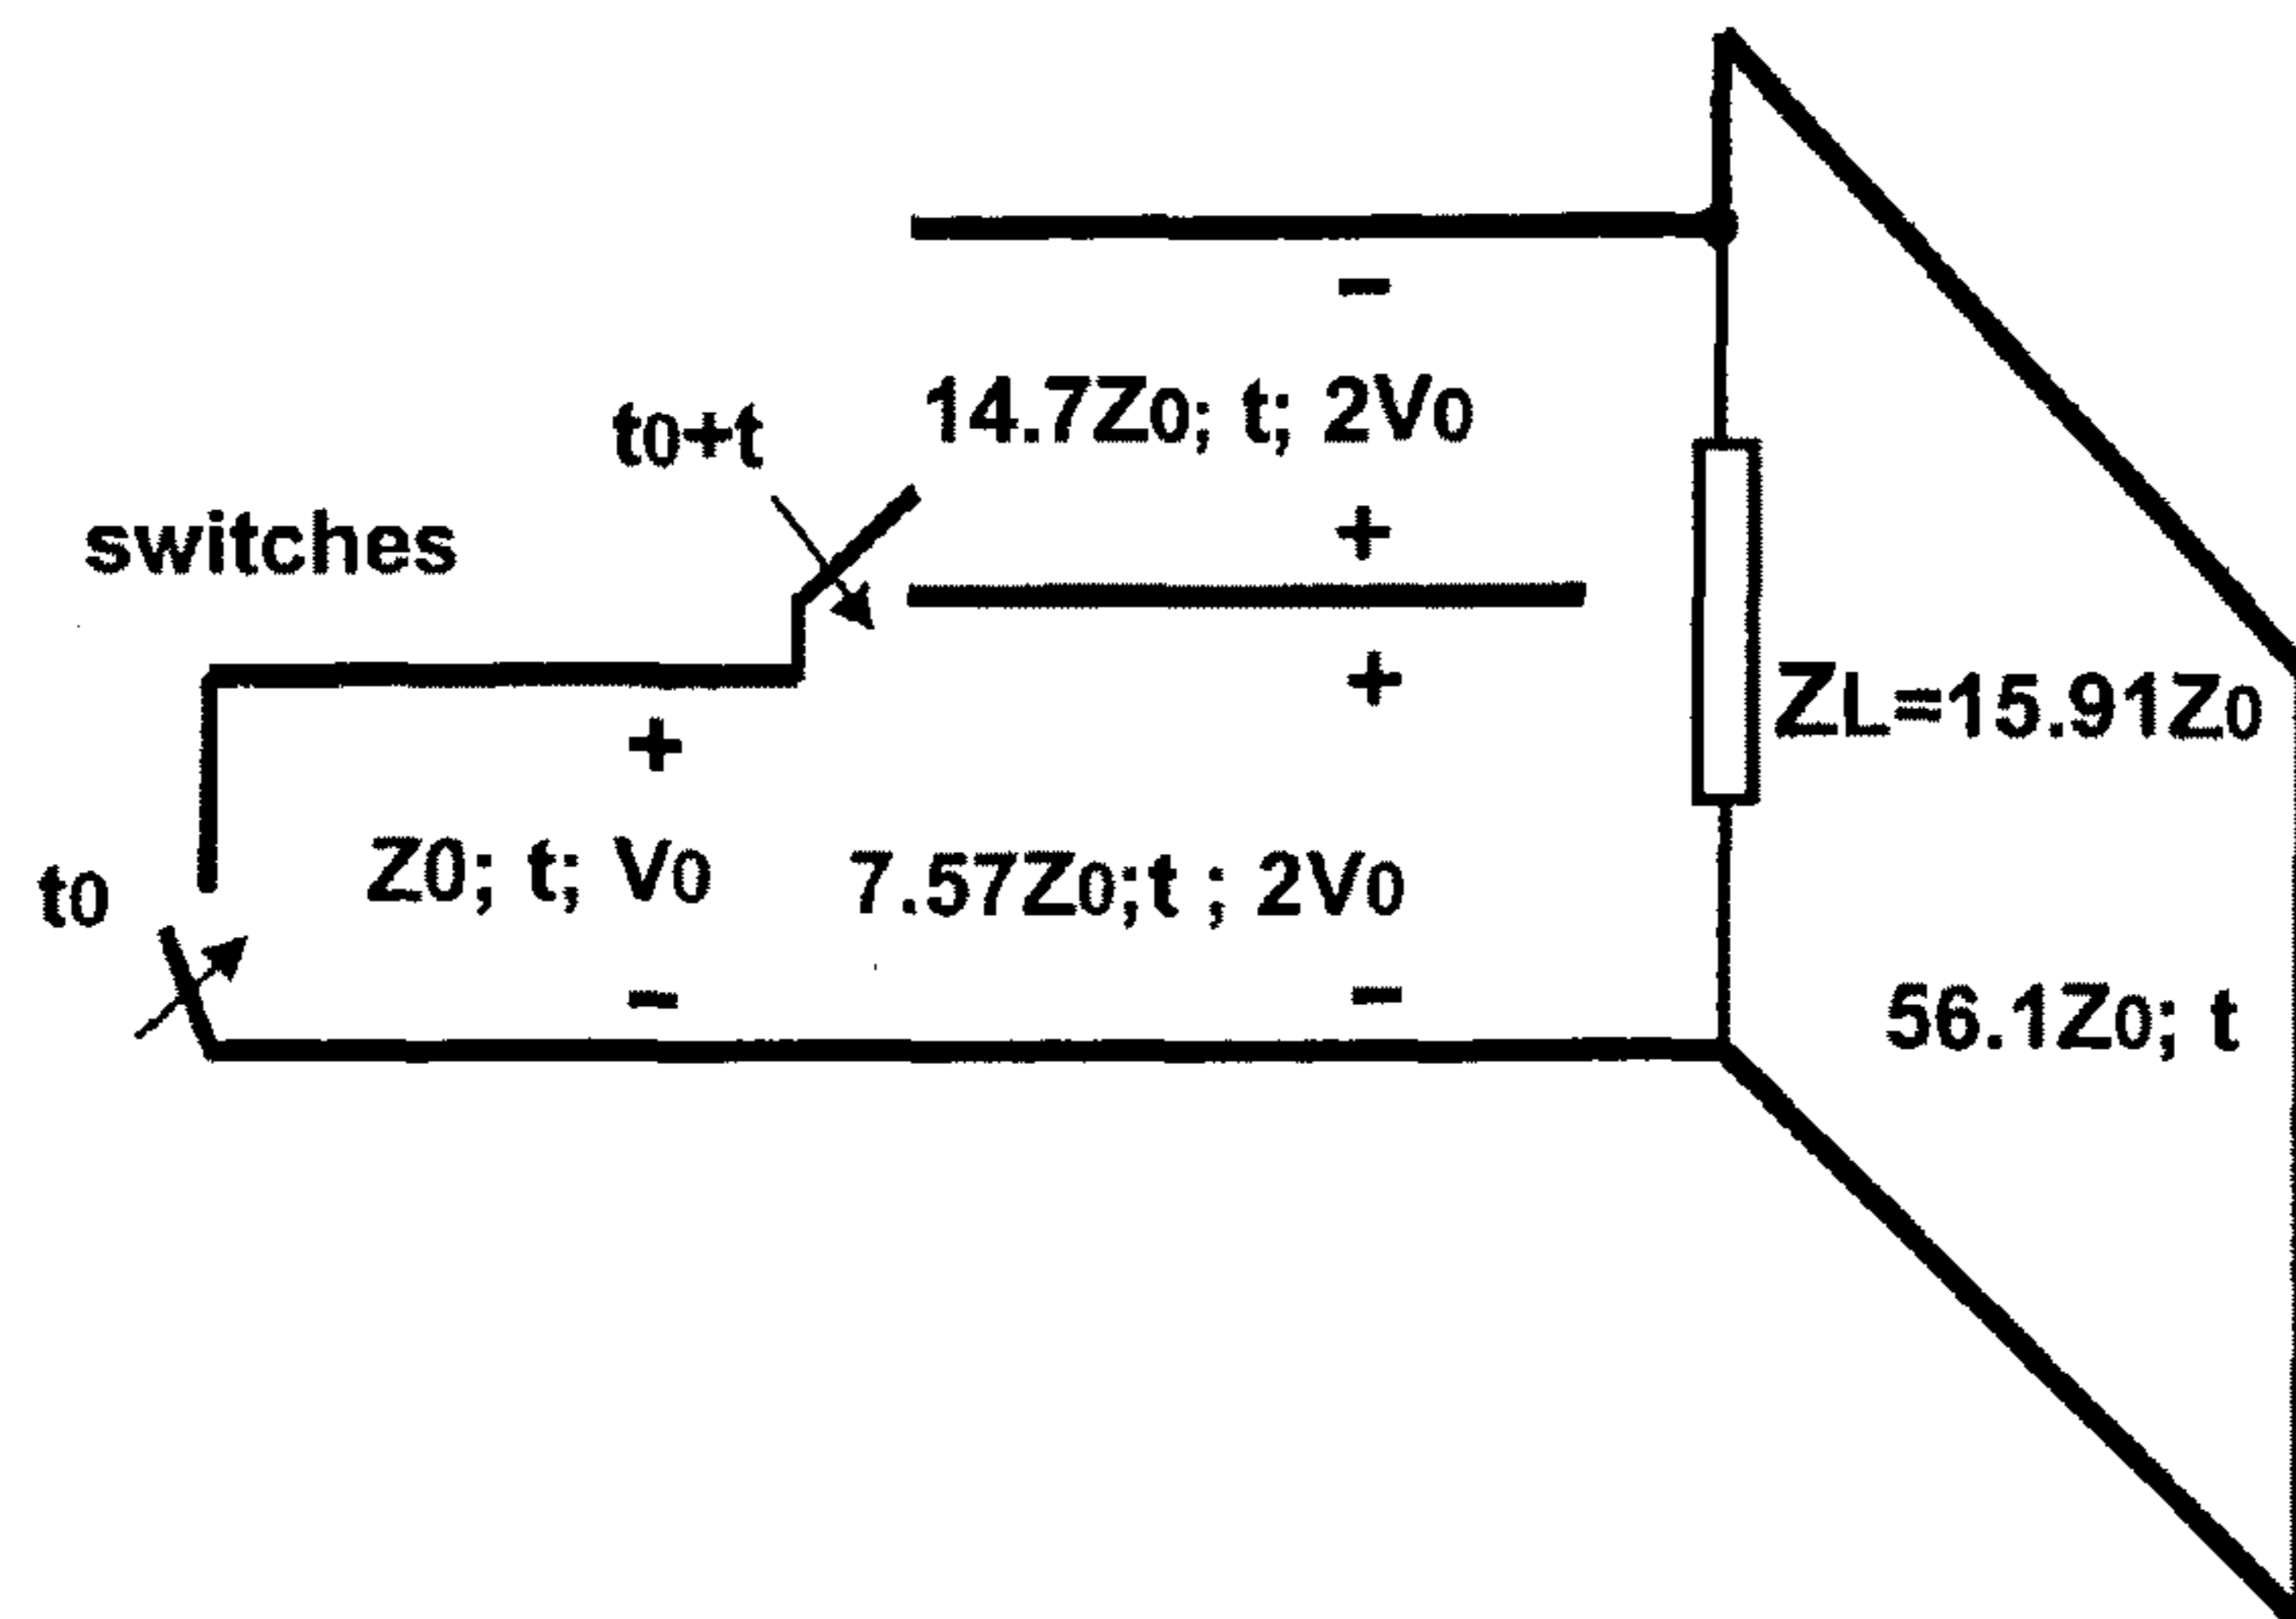 14.7Z0; t; 2V0
t0+t
switches
ZL=15.91Z0
t0
Z0; t; V0
7.57Z0;t ; 2V0
56.1Z0; t